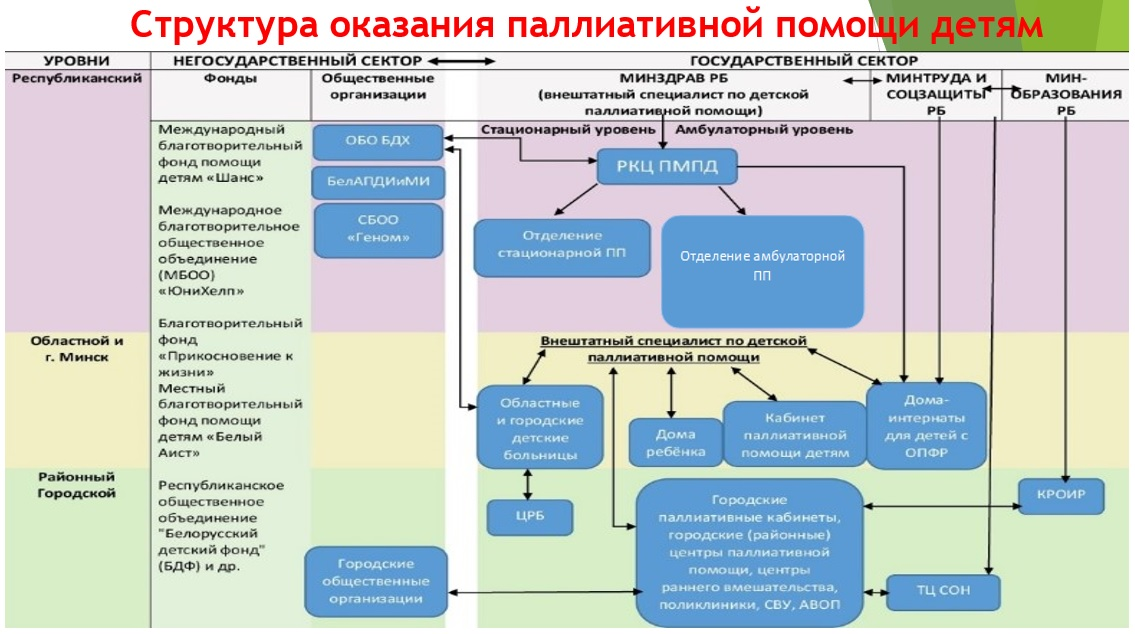 Структура оказания паллиативной помощи детям
УРОВНИ
НЕГОСУДАРСТВЕННЫЙ СЕКТОР
ГОСУДАРСТВЕННЫЙ СЕКТОР
Республиканский
Фонды
Общественные
организации
МИНЗДРАВ РБ
(внештатный специалист по детской
паллиативной помощи)
МИНТРУДА И
СОЦЗАЩИТЫ
РБ
МИН-
ОБРАЗОВАНИЯ
РБ
Международный
благотворительный
фонд помощи
детям «Шанс»
Международное
благотворительное
общественное
объединение
(МБОО)
«ЮниХелп»
Благотворительный
фонд
«Прикосновение к
жизни»
Местный
благотворительный
фонд помощи
детям «Белый
Аист»
Республиканское
общественное
объединение
"Белорусский
детский фонд"
(БДФ) и др.
ОБО БДХ
БелАПДИиМИ
СБОО
«Геном»
Стационарный уровень
Амбулаторный уровень
РКЦ ПМПД
Отделение
стационарной ПП
Отделение амбулаторной
ПП
Областной и
г. Минск
Внештатный специалист по детской
паллиативной помощи
Областные
и городские
детские
больницы
Дома
ребёнка
Кабинет
паллиативной
помощи детям
Дома-
интернаты
для детей с
ОПФР
Районный
Городской
ЦРБ
Городские
паллиативные кабинеты,
городские (районные)
центры паллиативной
помощи, центры
раннего вмешательства,
поликлиники, СВУ, АВОП
КРОИР
Городские
общественные
организации
ТЦ СОН